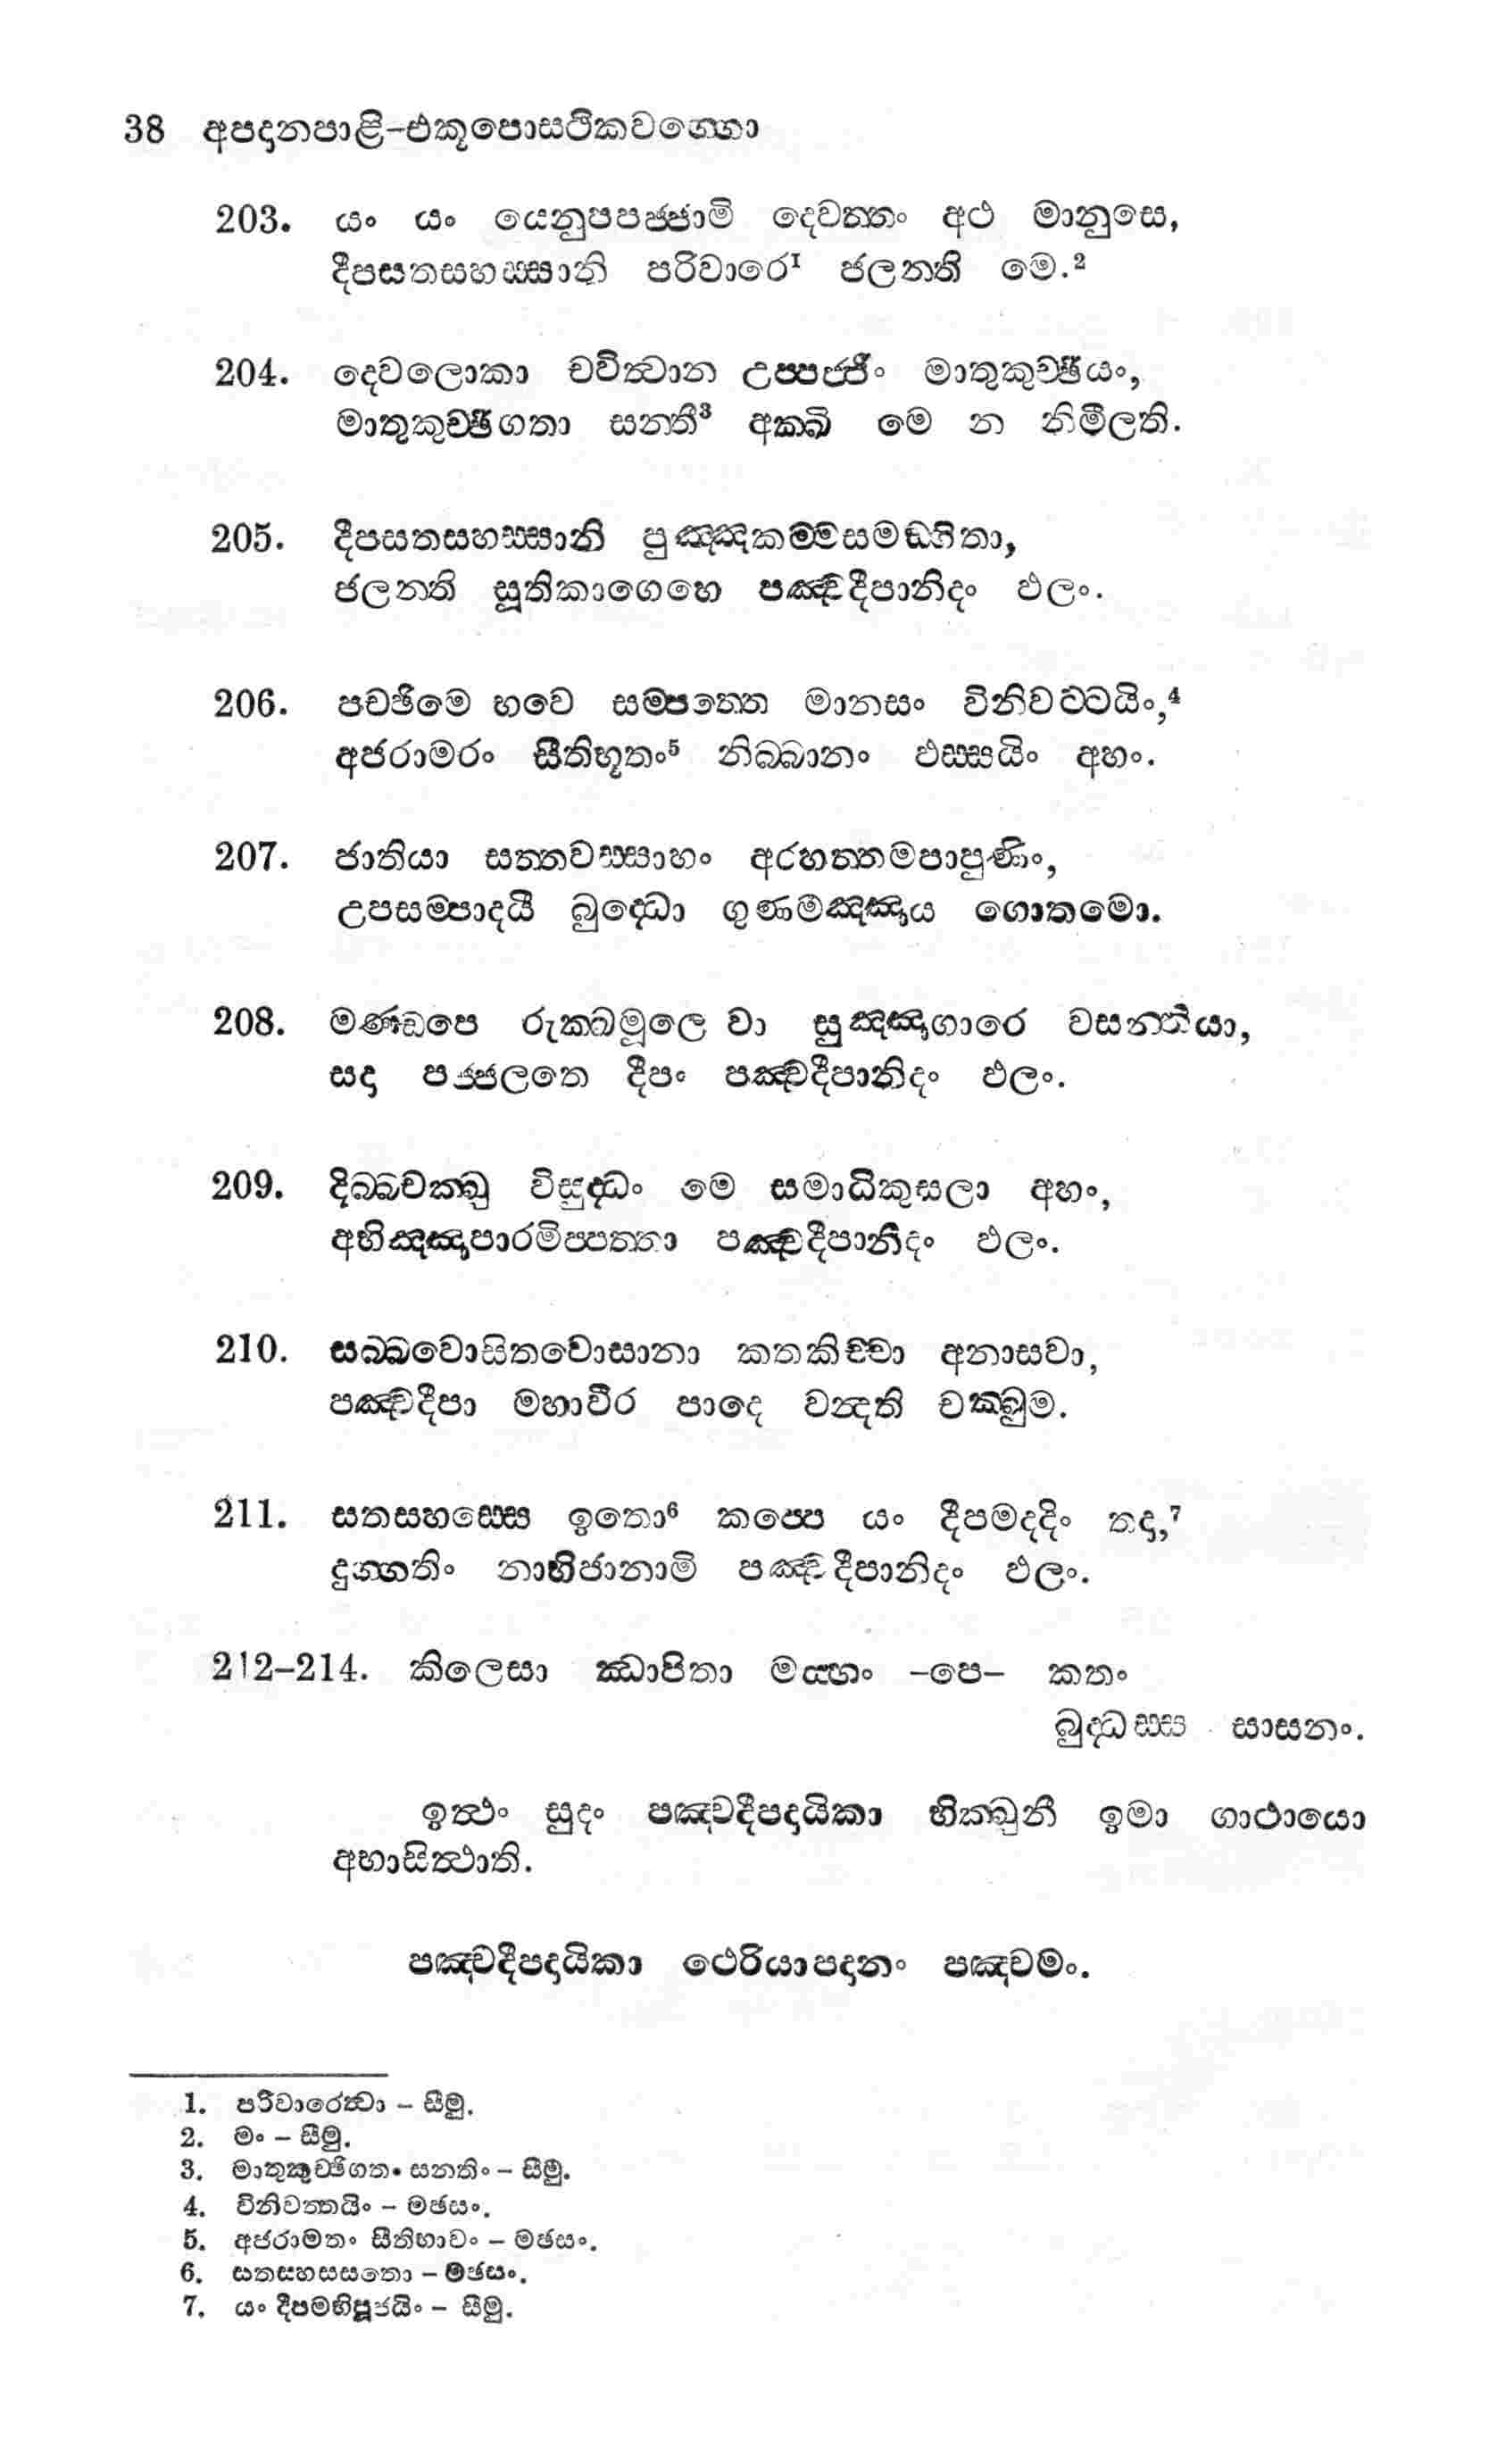 38 අපදානපාළි-එකූපොසථිකවග්ගො
203. යං යං යෙනුපපජ්ජාමි දෙවත්තං අථ මානුසෙ,
දීපසතසහස්සානි පරිවාරෙ¹ ජලන්ති මෙ.²
204. දෙවලොකා චවිත්වාන උප්පජ්ජිං මාතුකුච්ඡියං,
මාතුකුච්ඡිගතා සන්තී³ අක්ඛි මෙ න නිමීලති.
205. දීපසතසහස්සානි පුඤ්ඤකම්මසමඞ්ගිතා,
ජලන්ති සූතිකාගෙහෙ පඤ්චදීපානිදං ඵලං.
206. පච්ඡිමෙ භවෙ සම්පත්තෙ මානසං විනිවට්ටයිං,⁴
අජරාමරං සීතිභූතං⁵ නිබ්බානං ඵස්සයිං අහං.
207. ජාතියා සත්තවස්සාහං අරහත්තමපාපුණිං,
උපසම්පාදයී බුද්ධො ගුණමඤ්ඤාය ගොතමො.
208. මණ්ඩපෙ රුක්ඛමූලෙ වා සුඤ්ඤාගාරෙ වසන්තියා,
සදා පජ්ජලතෙ දීපං පඤ්චදීපානිදං ඵලං.
209. දිබ්බචක්ඛු විසුද්ධං මෙ සමාධිකුසලා අහං,
අභිඤ්ඤාපාරමිප්පත්තා පඤ්චදීපානිදං ඵලං.
210. සබ්බවොසිතවොසානා කතකිච්චා අනාසවා,
පඤ්චදීපා මහාවීර පාදෙ වන්දති චක්ඛුම.
211. සතසහස්සෙ ඉතො⁶ කප්පෙ යං දීපමදදිං තදා,⁷
දුග්ගතිං නාභිජානාමි පඤ්චදීපානිදං ඵලං.
212-214. කිලෙසා ඣාපිතා මය්හං -පෙ- කතං
බුද්ධස්ස සාසනං.
ඉත්ථං සුදං පඤ්චදීපදායිකා භික්ඛුනී ඉමා ගාථායො
අභාසිත්ථාති.
පඤ්චදීපදායිකා ථෙරියාපදානං පඤ්චමං.
1. පරිවාරෙත්වා - සීමු.
2. මං - සීමු.
3. මාතුකුච්ඡිගතං සන්තිං - සීමු.
4. විනිවත්තයිං - මඡසං.
5. අජරාමතං සීතිභාවං - මඡසං.
6. සතසහස්සතො - මඡසං.
7. යං දීපමභිපූජයිං - සීමු.